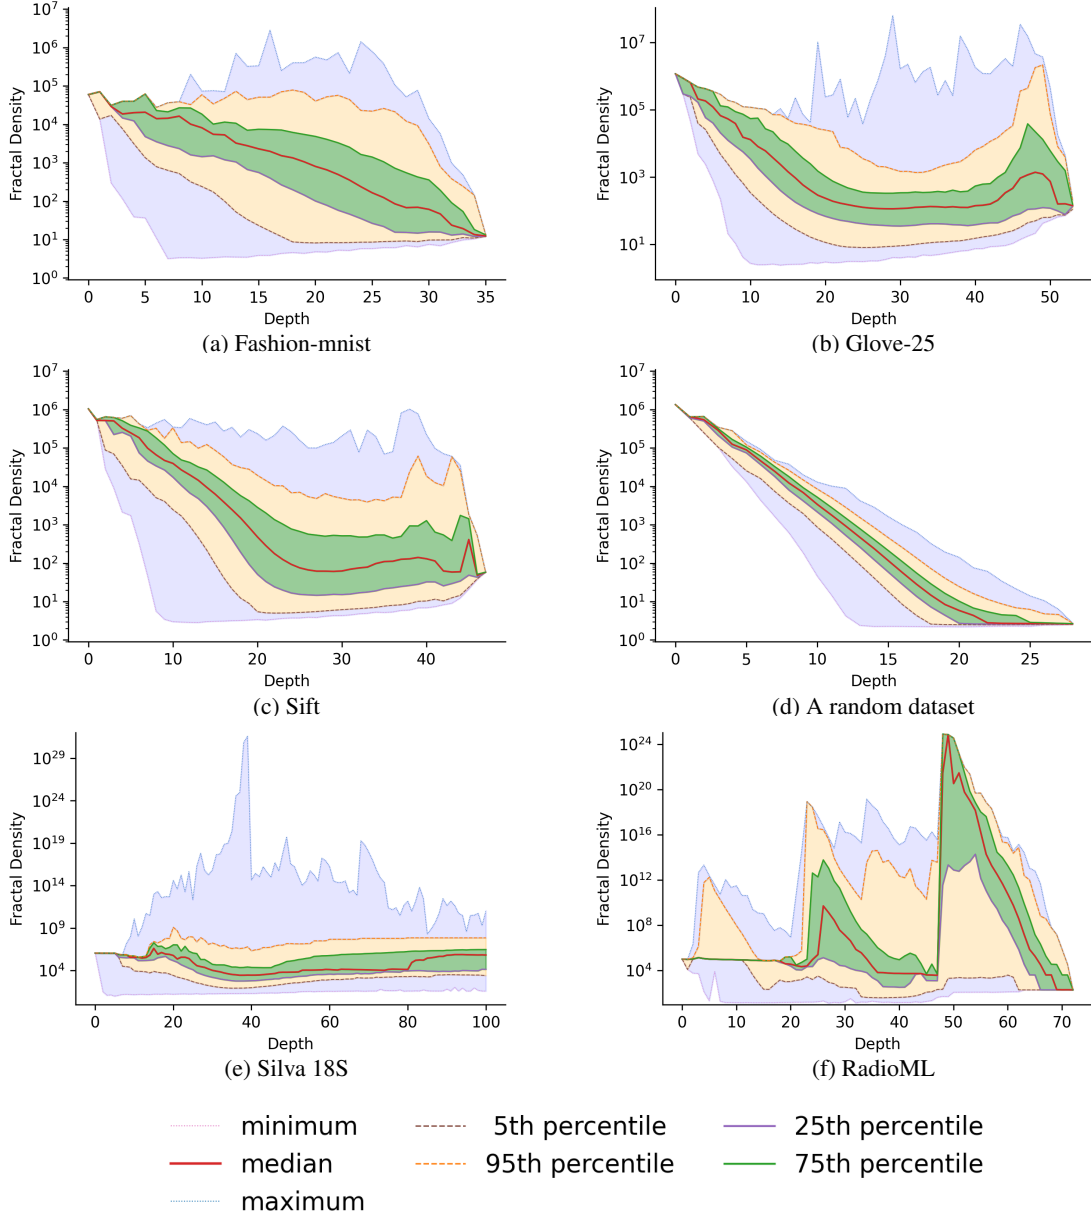 10^7
10^6
10^5
10^4
10^3
10^2
10^1
10^0
Fractal Density
0 5 10 15 20 25 30 35
Depth
(a) Fashion-mnist
10^7
10^5
10^3
10^1
Fractal Density
0 10 20 30 40 50
Depth
(b) Glove-25
10^7
10^6
10^5
10^4
10^3
10^2
10^1
10^0
Fractal Density
0 10 20 30 40
Depth
(c) Sift
10^7
10^6
10^5
10^4
10^3
10^2
10^1
10^0
Fractal Density
0 5 10 15 20 25
Depth
(d) A random dataset
10^29
10^24
10^19
10^14
10^9
10^4
Fractal Density
0 20 40 60 80 100
Depth
(e) Silva 18S
10^24
10^20
10^16
10^12
10^8
10^4
Fractal Density
0 10 20 30 40 50 60 70
Depth
(f) RadioML
minimum 5th percentile 25th percentile
median 95th percentile 75th percentile
maximum